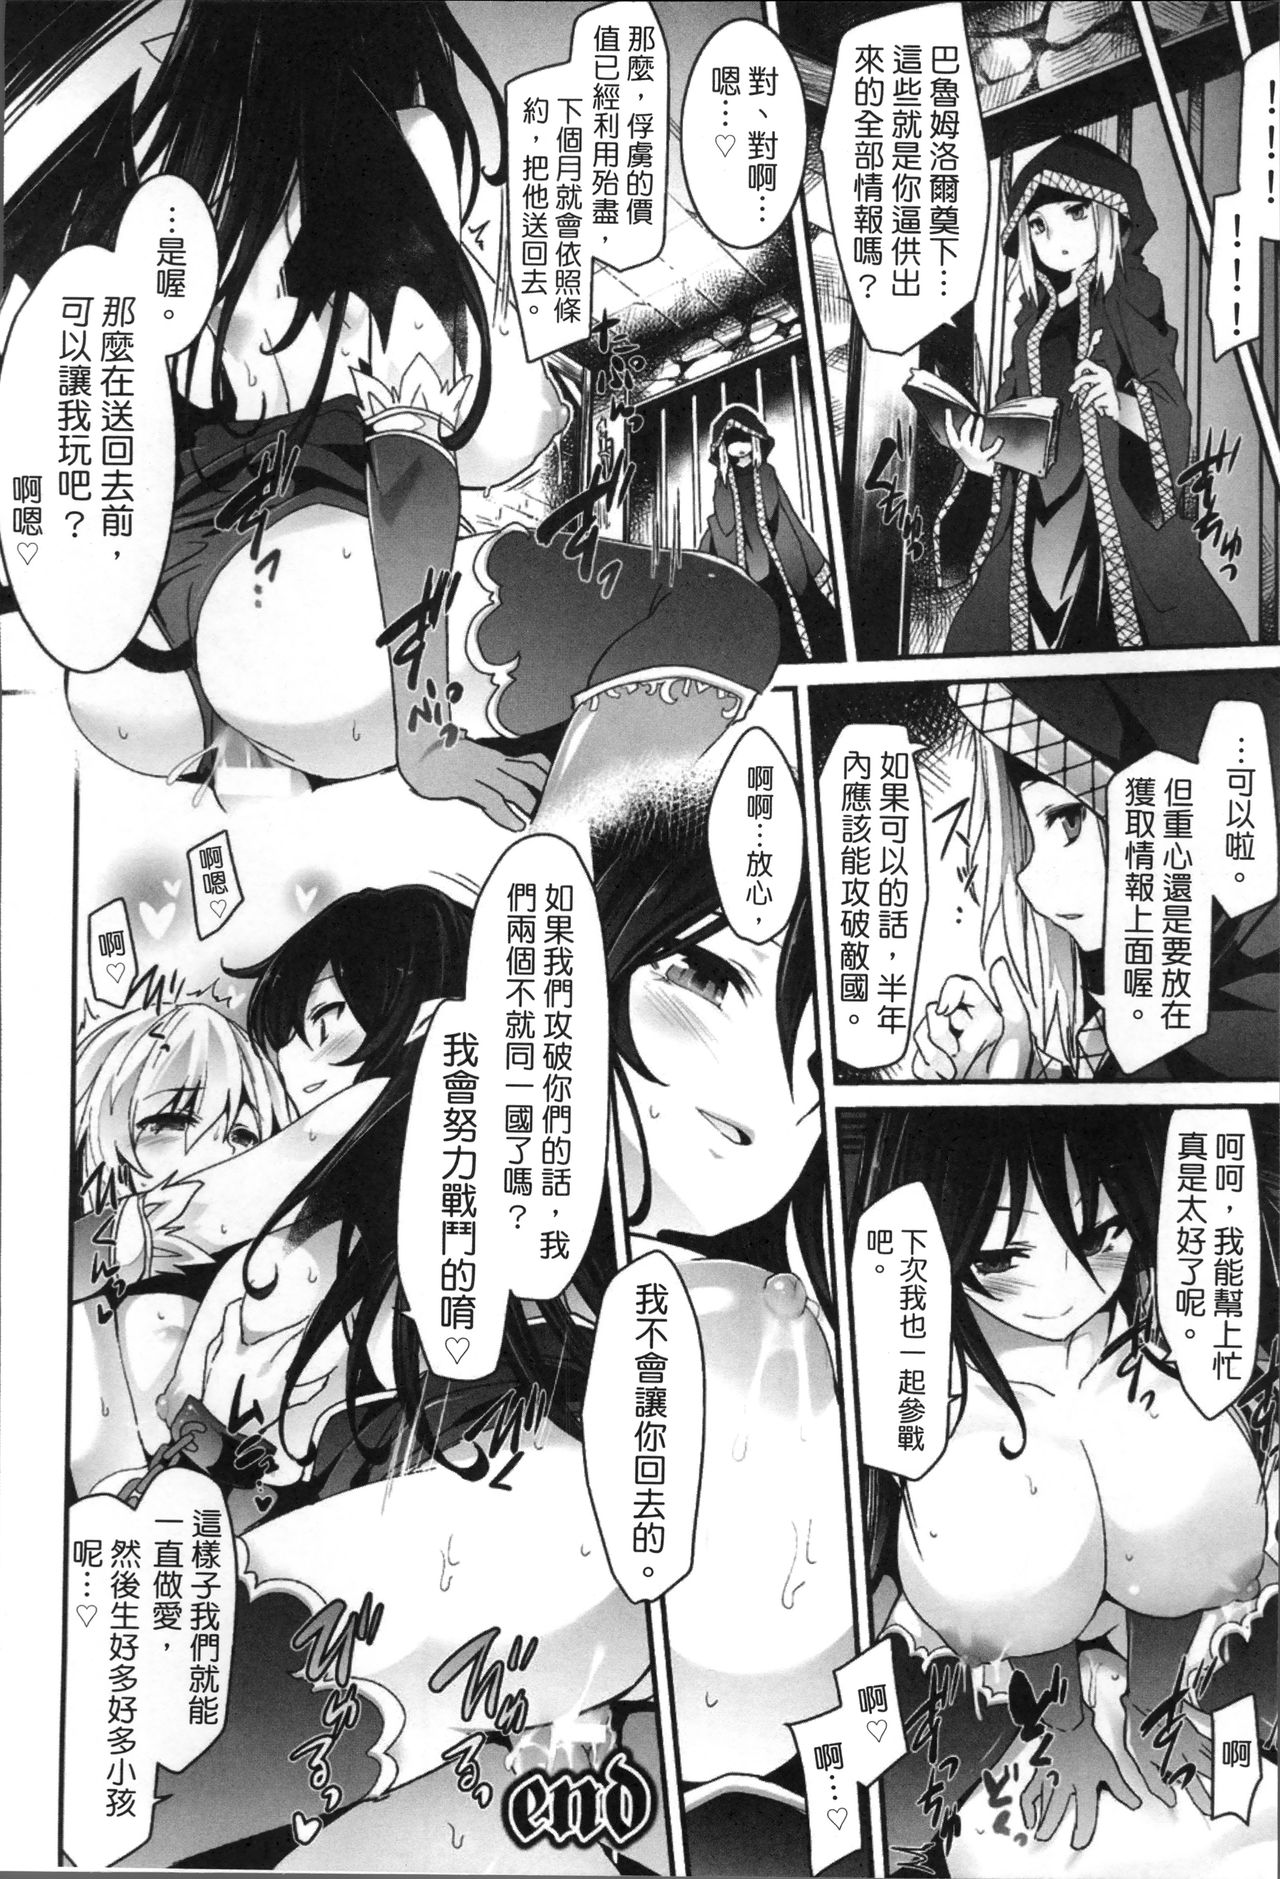 ！！！！
！！！！
巴魯姆洛爾奠下…
這些就是你逼供出
來的全部情報嗎？
對、對啊…
嗯…♡
那麼，俘虜的價
值已經利用殆盡，
下個月就會依照條
約，把他送回去。
…是喔。
那麼在送回去前，
可以讓我玩吧？
啊嗯♡
…可以啦。
但重心還是要放在
獲取情報上面喔。
如果可以的話，半年
內應該能攻破敵國。
呵呵，我能幫上忙
真是太好了呢。
下次我也一起參戰
吧。
啊
啊♡
啊…♡
啊啊…放心，
我不會讓你回去的。
如果我們攻破你們的話，我
們兩個不就同一國了嗎？
我會努力戰鬥的唷♡
啊嗯♡
啊♡
這樣子我們就能
一直做愛，
然後生好多好多小孩
呢…♡
end